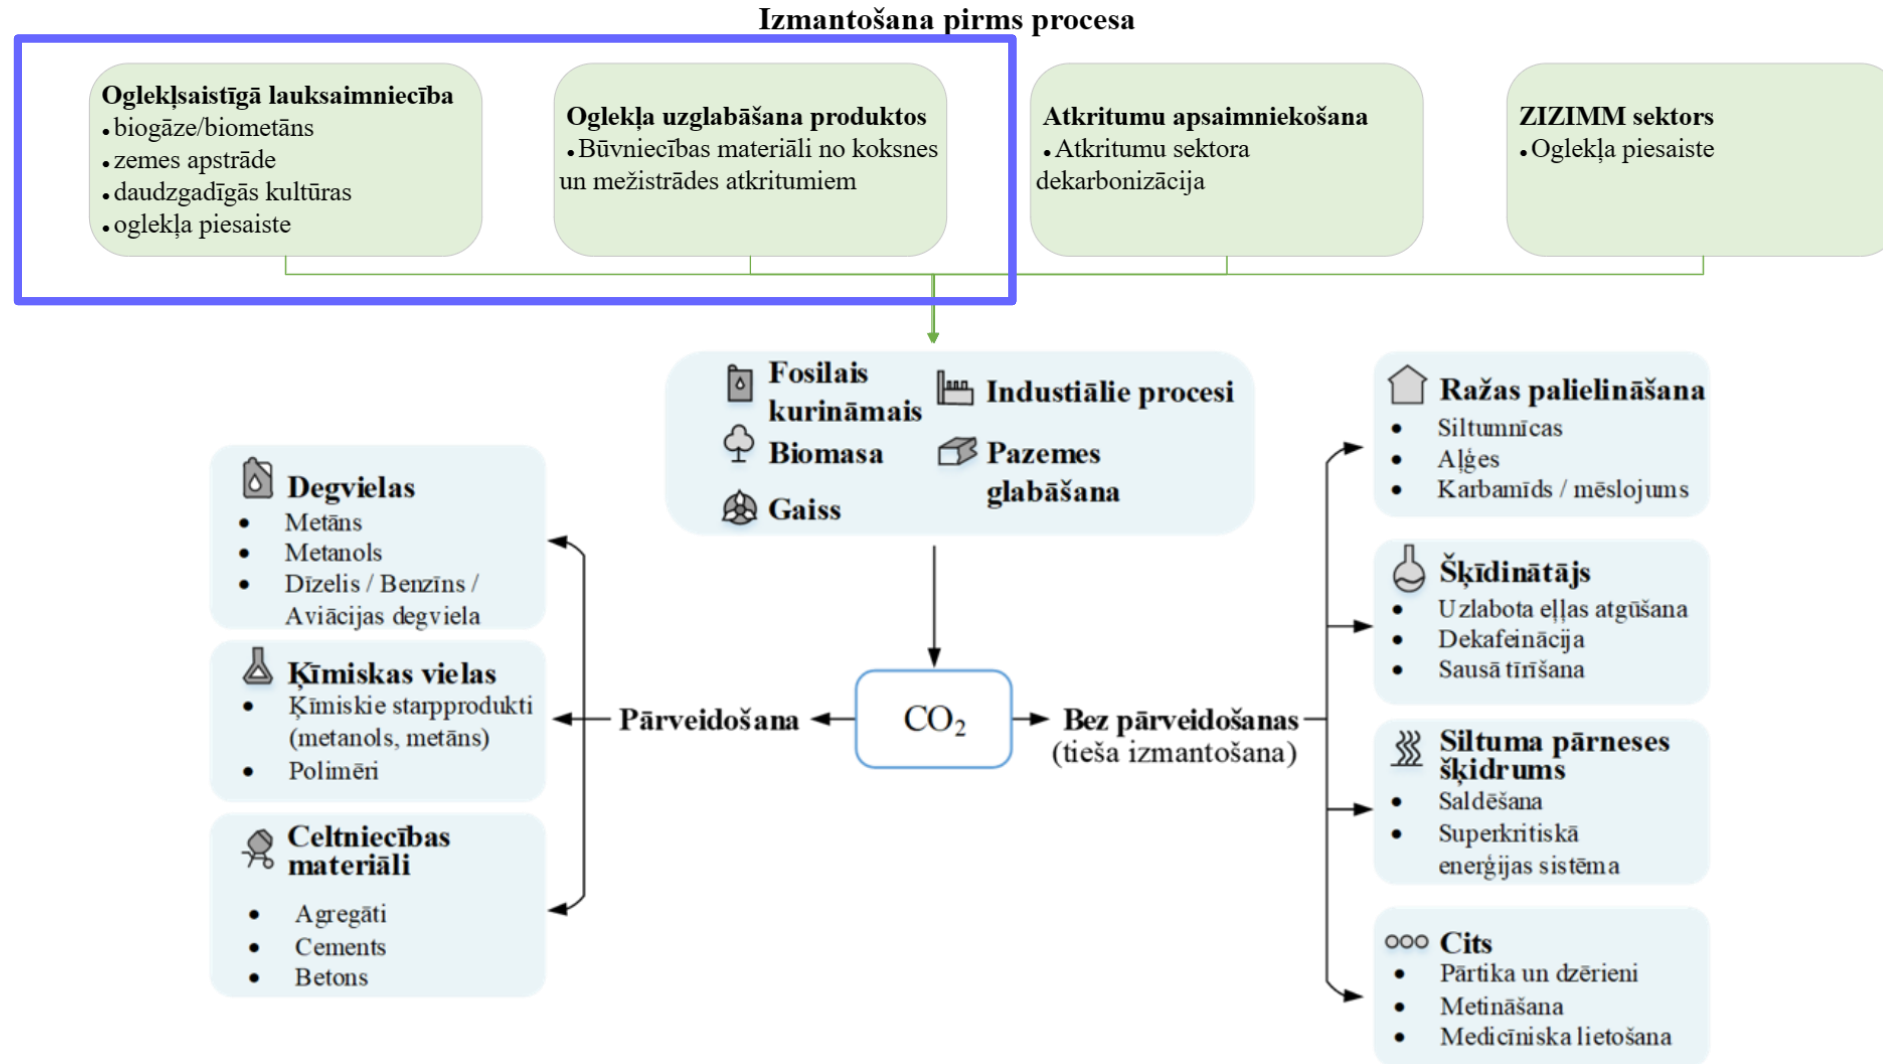 Izmantošana pirms procesa
Oglekļsaistīgā lauksaimniecība
• biogāze/biometāns
• zemes apstrāde
• daudzgadīgās kultūras
• oglekļa piesaiste
Oglekļa uzglabāšana produktos
• Būvniecības materiāli no koksnes
un mežistrādes atkritumiem
Atkritumu apsaimniekošana
• Atkritumu sektora
dekarbonizācija
ZIZIMM sektors
• Oglekļa piesaiste
Fosilais
kurināmais
Biomasa
Gaiss
Industiālie procesi
Pazemes
glabāšana
Degvielas
• Metāns
• Metanols
• Dīzelis / Benzīns /
Aviācijas degviela
Ķīmiskas vielas
• Ķīmiskie starpprodukti
(metanols, metāns)
• Polimēri
Celtniecības
materiāli
• Agregāti
• Cements
• Betons
Pārveidošana
CO₂
Bez pārveidošanas
(tieša izmantošana)
Ražas palielināšana
• Siltumnīcas
• Aļģes
• Karbamīds / mēslojums
Šķīdinātājs
• Uzlabota eļļas atgūšana
• Dekafeinācija
• Sausā tīrīšana
Siltuma pārneses
šķidrums
• Saldēšana
• Superkritiskā
enerģijas sistēma
Cits
• Pārtika un dzērieni
• Metināšana
• Medicīniska lietošana